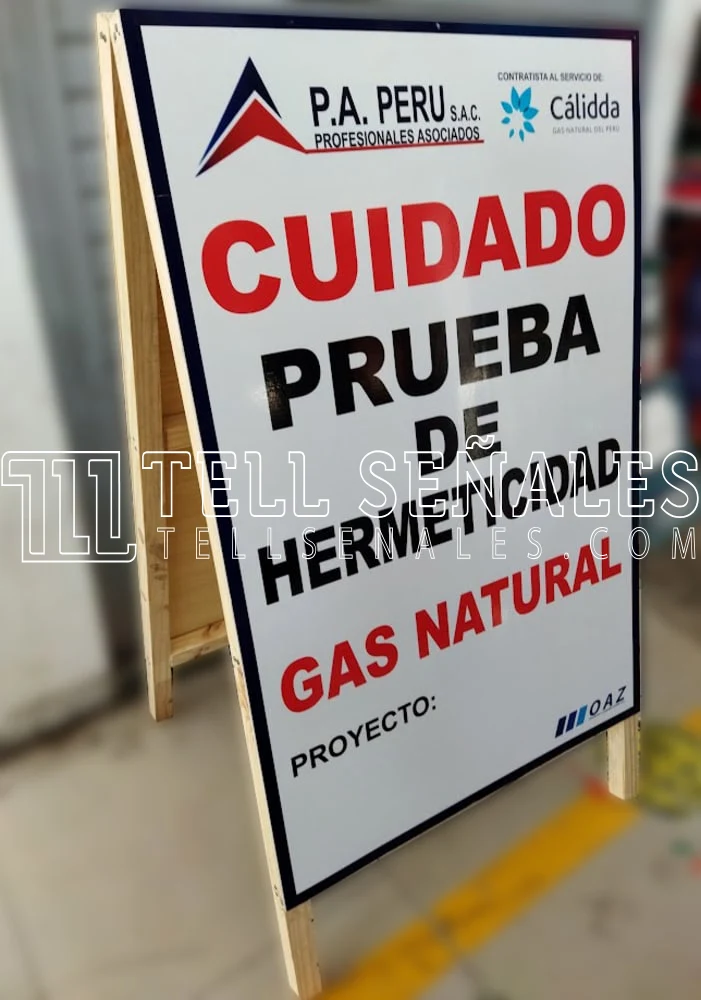 P.A. PERU S.A.C.
PROFESIONALES ASOCIADOS
CONTRATISTA AL SERVICIO DE:
Cálidda
GAS NATURAL DEL PERU
CUIDADO
PRUEBA
DE
HERMETICIDAD
GAS NATURAL
PROYECTO:
OAZ
TELL SEÑALES
TELLSENALES.COM